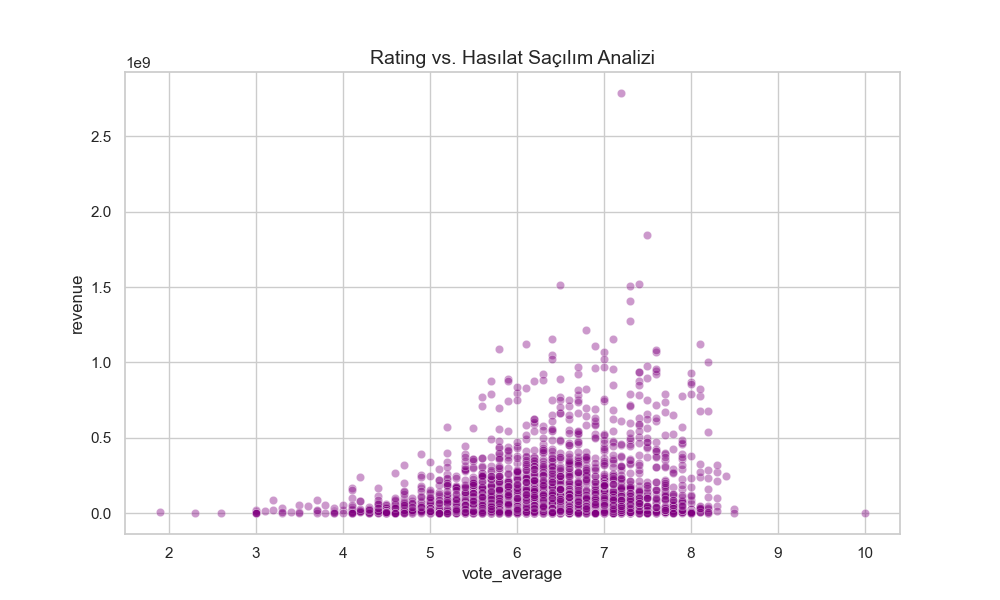 Rating vs. Hasılat Saçılım Analizi
1e9
2.5
2.0
1.5
1.0
0.5
0.0
revenue
2 3 4 5 6 7 8 9 10
vote_average